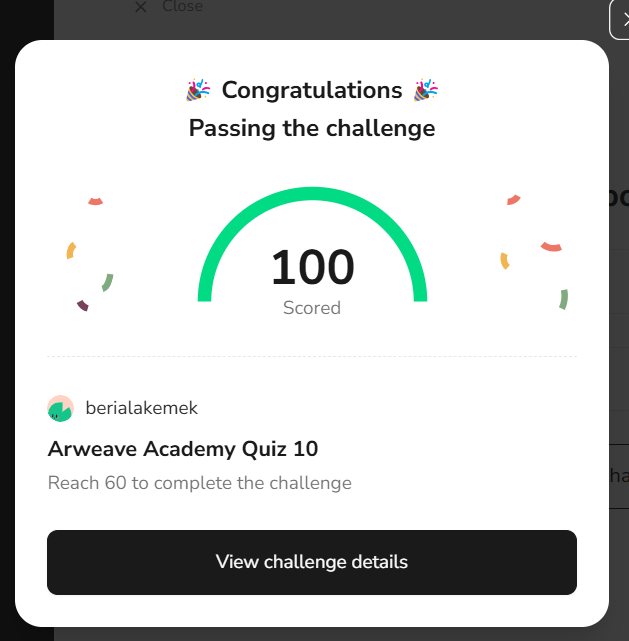 Close
Congratulations
Passing the challenge
100
Scored
berialakemek
Arweave Academy Quiz 10
Reach 60 to complete the challenge
View challenge details